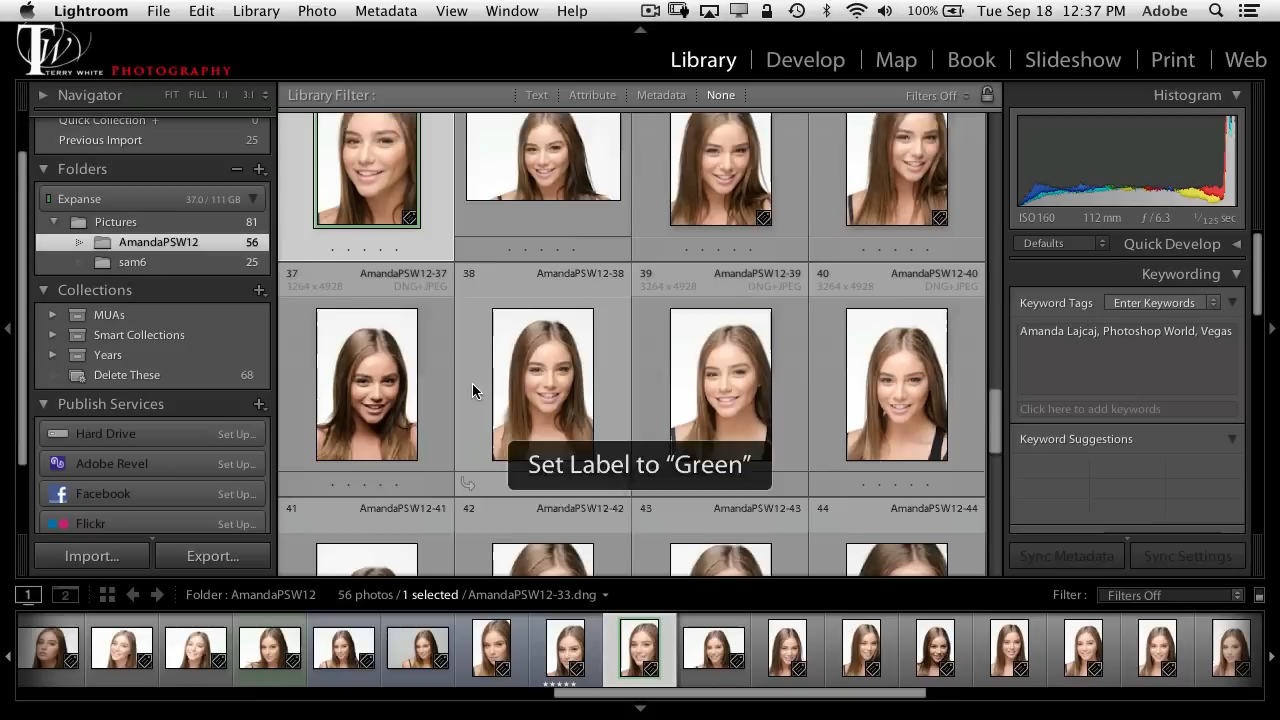 Lightroom File Edit Library Photo Metadata View Window Help 100% Tue Sep 18 12:37 PM Adobe
TW
TERRY WHITE PHOTOGRAPHY
Library Develop Map Book Slideshow Print Web
Navigator FIT FILL 1:1 3:1
Library Filter : Text Attribute Metadata None Filters Off
Histogram
Quick Collection + 0
Previous Import 25
Folders
Expanse 37.0 / 111 GB
Pictures 81
AmandaPSW12 56
sam6 25
Collections
MUAs
Smart Collections
Years
Delete These 68
Publish Services
Hard Drive Set Up...
Adobe Revel Set Up...
Facebook Set Up...
Flickr Set Up...
Import... Export...
37 AmandaPSW12-37
3264 x 4928 DNG+JPEG
38 AmandaPSW12-38
39 AmandaPSW12-39
3264 x 4928 DNG+JPEG
40 AmandaPSW12-40
3264 x 4928 DNG+JPEG
Set Label to “Green”
41 AmandaPSW12-41
42 AmandaPSW12-42
43 AmandaPSW12-43
44 AmandaPSW12-44
ISO 160 112 mm f / 6.3 1/125 sec
Defaults Quick Develop
Keywording
Keyword Tags Enter Keywords
Amanda Lajcaj, Photoshop World, Vegas
Click here to add keywords
Keyword Suggestions
Sync Metadata Sync Settings
1 2 Folder : AmandaPSW12 56 photos / 1 selected / AmandaPSW12-33.dng Filter : Filters Off